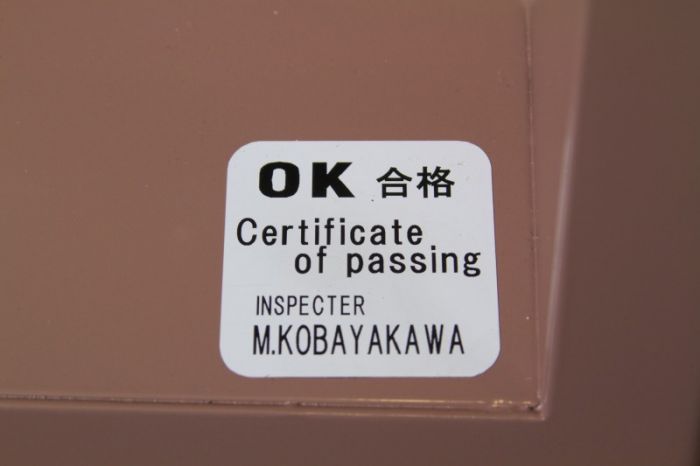 OK 合格
Certificate
of passing
INSPECTER
M.KOBAYAKAWA